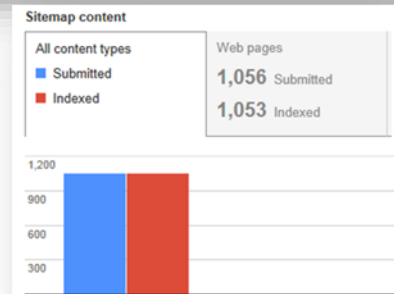 Sitemap content
All content types
Submitted
Indexed
Web pages
1,056 Submitted
1,053 Indexed
1,200
900
600
300